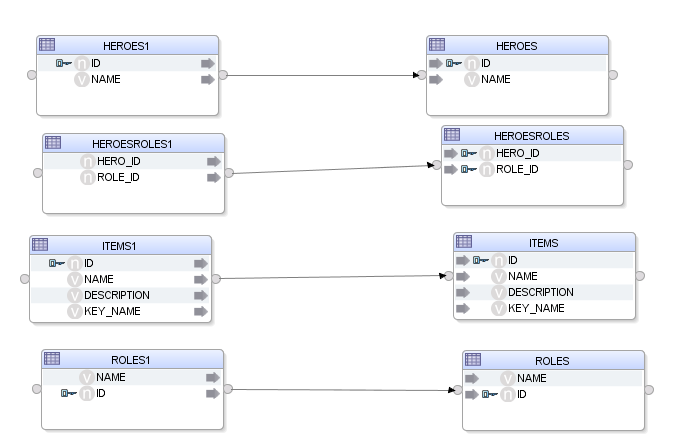 HEROES1
ID
NAME
HEROES
ID
NAME
HEROESROLES1
HERO_ID
ROLE_ID
HEROESROLES
HERO_ID
ROLE_ID
ITEMS1
ID
NAME
DESCRIPTION
KEY_NAME
ITEMS
ID
NAME
DESCRIPTION
KEY_NAME
ROLES1
NAME
ID
ROLES
NAME
ID